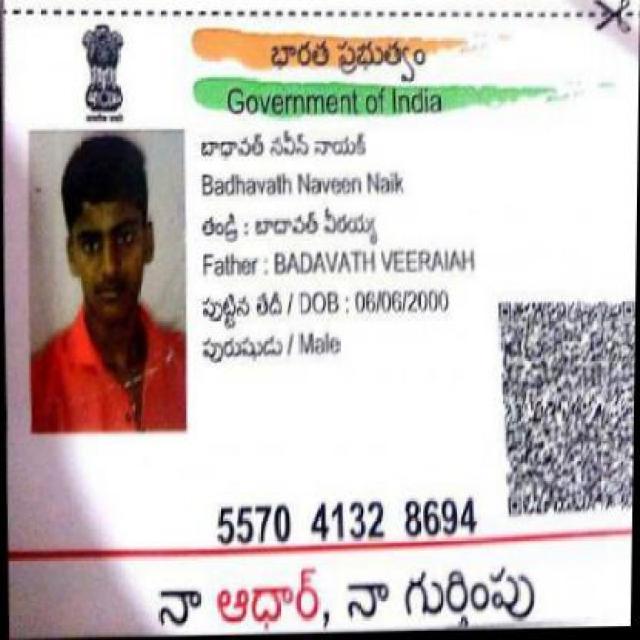 భారత ప్రభుత్వం
Government of India
బాధావత్ నవీన్ నాయక్
Badhavath Naveen Naik
తండ్రి : బాదావత్ వీరయ్య
Father : BADAVATH VEERAIAH
పుట్టిన తేదీ / DOB : 06/06/2000
పురుషుడు / Male
5570 4132 8694
నా ఆధార్, నా గుర్తింపు